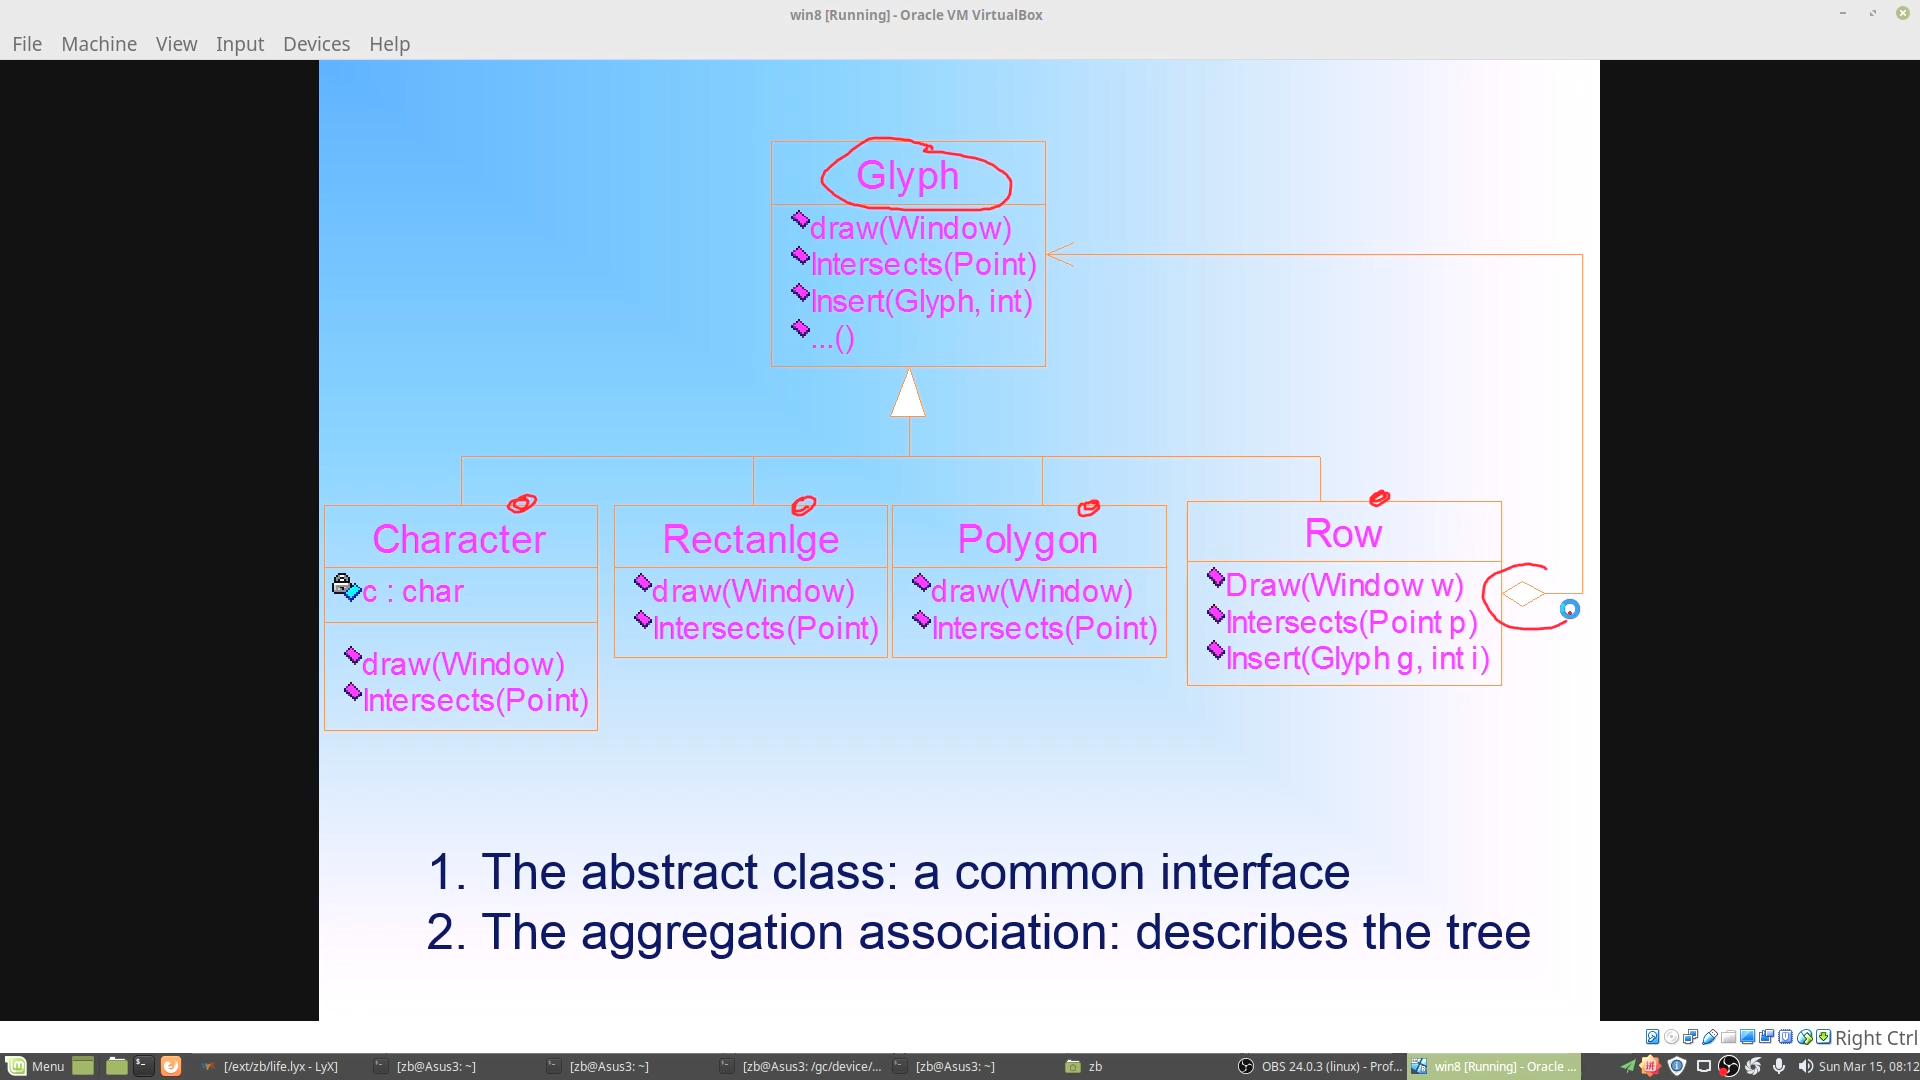 win8 [Running] - Oracle VM VirtualBox
File Machine View Input Devices Help
Glyph
draw(Window)
Intersects(Point)
Insert(Glyph, int)
...()
Character
c : char
draw(Window)
Intersects(Point)
Rectanlge
draw(Window)
Intersects(Point)
Polygon
draw(Window)
Intersects(Point)
Row
Draw(Window w)
Intersects(Point p)
Insert(Glyph g, int i)
1. The abstract class: a common interface
2. The aggregation association: describes the tree
Right Ctrl
Menu [/ext/zb/life.lyx - LyX] [zb@Asus3: ~] [zb@Asus3: ~] [zb@Asus3: /gc/device/... [zb@Asus3: ~] zb OBS 24.0.3 (linux) - Prof... win8 [Running] - Oracle ... Sun Mar 15, 08:12